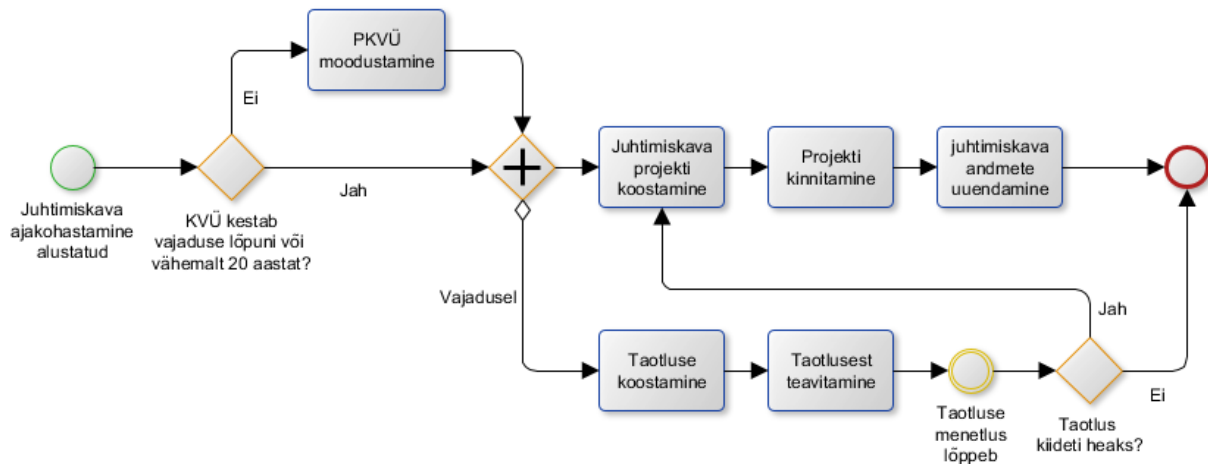 PKVÜ
moodustamine
Ei
Juhtimiskava
ajakohastamine
alustatud
KVÜ kestab
vajaduse lõpuni või
vähemalt 20 aastat?
Jah
Juhtimiskava
projekti
koostamine
Projekti
kinnitamine
juhtimiskava
andmete
uuendamine
Vajadusel
Taotluse
koostamine
Taotlusest
teavitamine
Taotluse
menetlus
lõppeb
Jah
Taotlus
kiideti heaks?
Ei